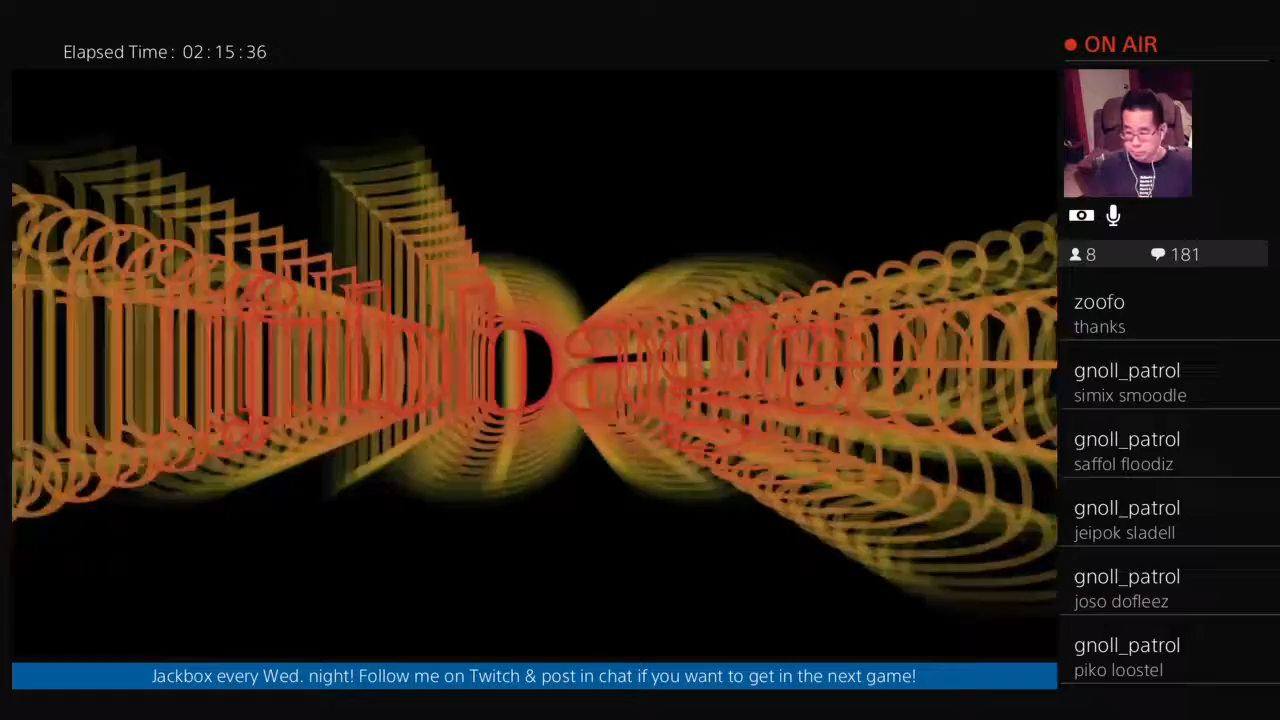 Elapsed Time: 02:15:36
ON AIR
8 181
zoofo
thanks
gnoll_patrol
simix smoodle
gnoll_patrol
saffol floodiz
gnoll_patrol
jeipok sladell
gnoll_patrol
joso dofleez
gnoll_patrol
piko loostel
Jackbox every Wed. night! Follow me on Twitch & post in chat if you want to get in the next game!